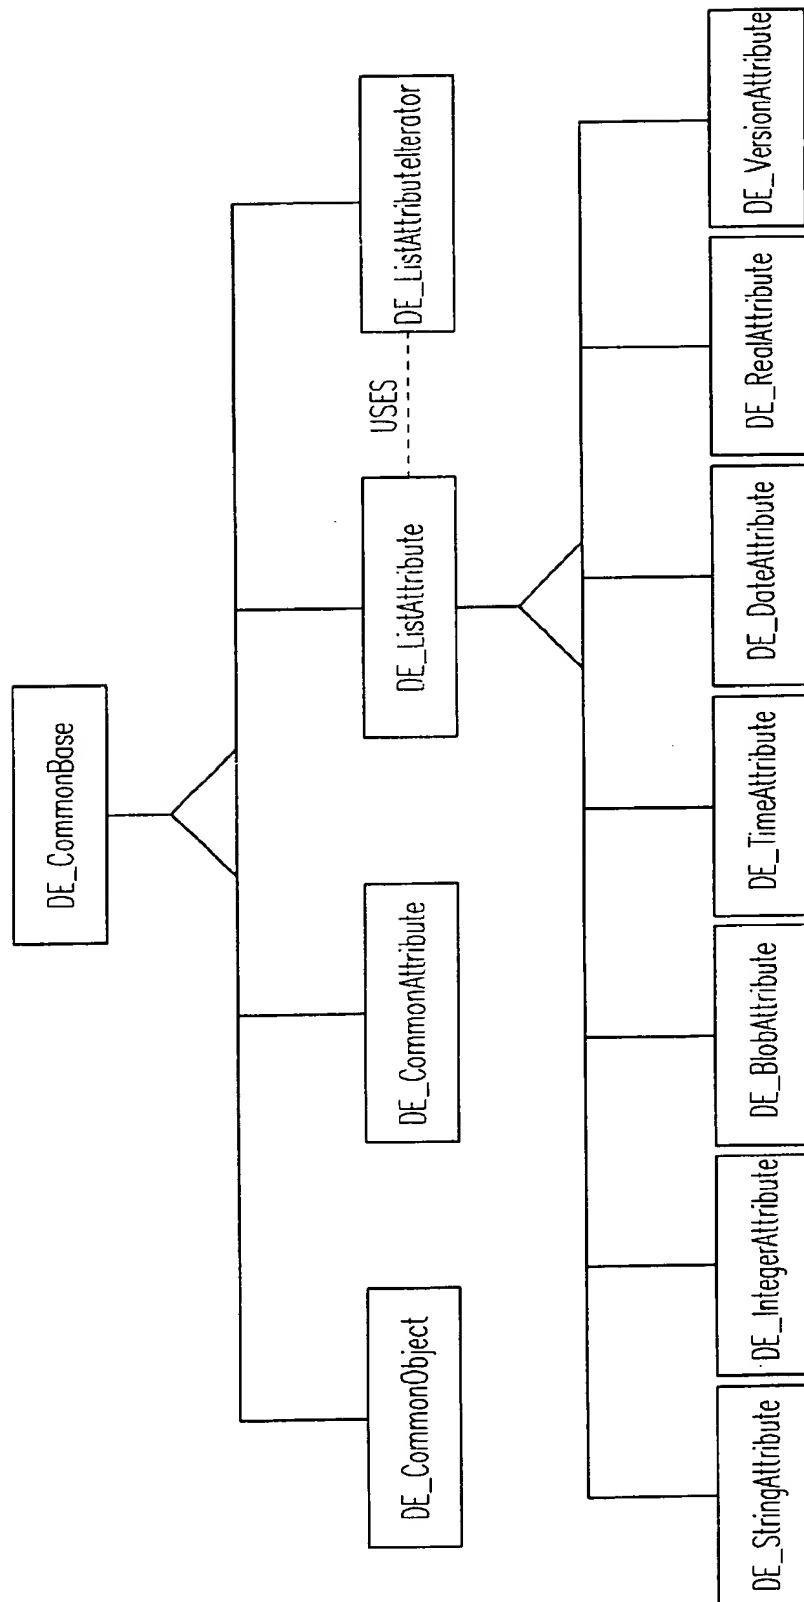 DE_CommonBase
DE_CommonObject
DE_CommonAttribute
DE_ListAttribute
USES
DE_ListAttributeIterator
DE_StringAttribute
DE_IntegerAttribute
DE_BlobAttribute
DE_TimeAttribute
DE_DateAttribute
DE_RealAttribute
DE_VersionAttribute